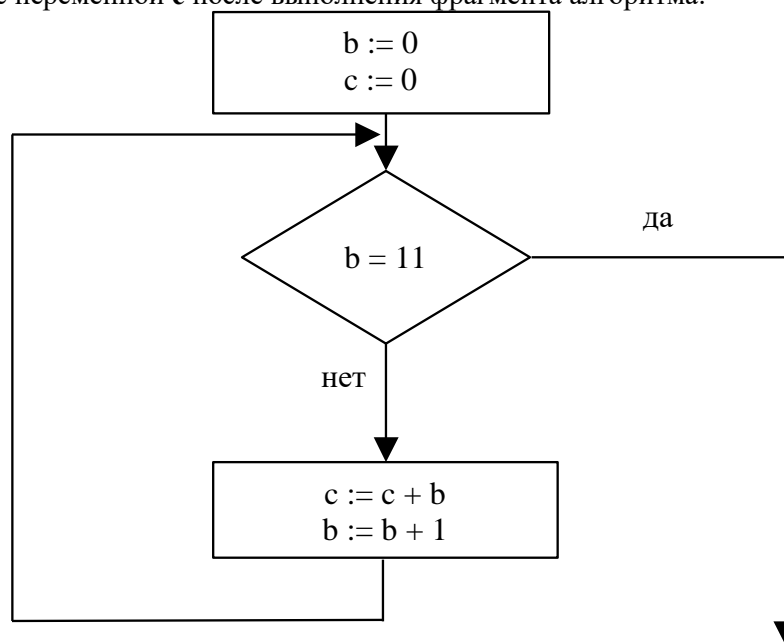 переменной с после выполнения фрагмента алгоритма:
b := 0
c := 0
b = 11
да
нет
c := c + b
b := b + 1